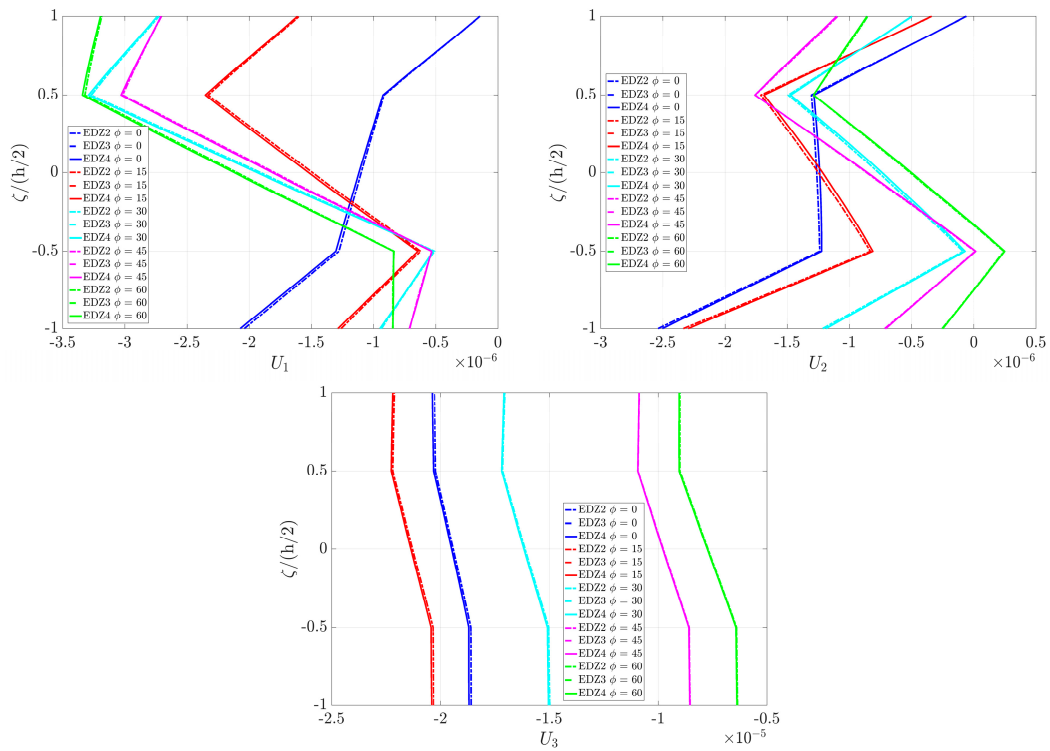 1
0.5
0
-0.5
-1
ζ/(h/2)
EDZ2 ϕ = 0
EDZ3 ϕ = 0
EDZ4 ϕ = 0
EDZ2 ϕ = 15
EDZ3 ϕ = 15
EDZ4 ϕ = 15
EDZ2 ϕ = 30
EDZ3 ϕ = 30
EDZ4 ϕ = 30
EDZ2 ϕ = 45
EDZ3 ϕ = 45
EDZ4 ϕ = 45
EDZ2 ϕ = 60
EDZ3 ϕ = 60
EDZ4 ϕ = 60
-3.5 -3 -2.5 -2 -1.5 -1 -0.5 0
U₁ ×10⁻⁶
1
0.5
0
-0.5
-1
ζ/(h/2)
EDZ2 ϕ = 0
EDZ3 ϕ = 0
EDZ4 ϕ = 0
EDZ2 ϕ = 15
EDZ3 ϕ = 15
EDZ4 ϕ = 15
EDZ2 ϕ = 30
EDZ3 ϕ = 30
EDZ4 ϕ = 30
EDZ2 ϕ = 45
EDZ3 ϕ = 45
EDZ4 ϕ = 45
EDZ2 ϕ = 60
EDZ3 ϕ = 60
EDZ4 ϕ = 60
-3 -2.5 -2 -1.5 -1 -0.5 0 0.5
U₂ ×10⁻⁶
1
0.5
0
-0.5
-1
ζ/(h/2)
EDZ2 ϕ = 0
EDZ3 ϕ = 0
EDZ4 ϕ = 0
EDZ2 ϕ = 15
EDZ3 ϕ = 15
EDZ4 ϕ = 15
EDZ2 ϕ = 30
EDZ3 ϕ = 30
EDZ4 ϕ = 30
EDZ2 ϕ = 45
EDZ3 ϕ = 45
EDZ4 ϕ = 45
EDZ2 ϕ = 60
EDZ3 ϕ = 60
EDZ4 ϕ = 60
-2.5 -2 -1.5 -1 -0.5
U₃ ×10⁻⁵